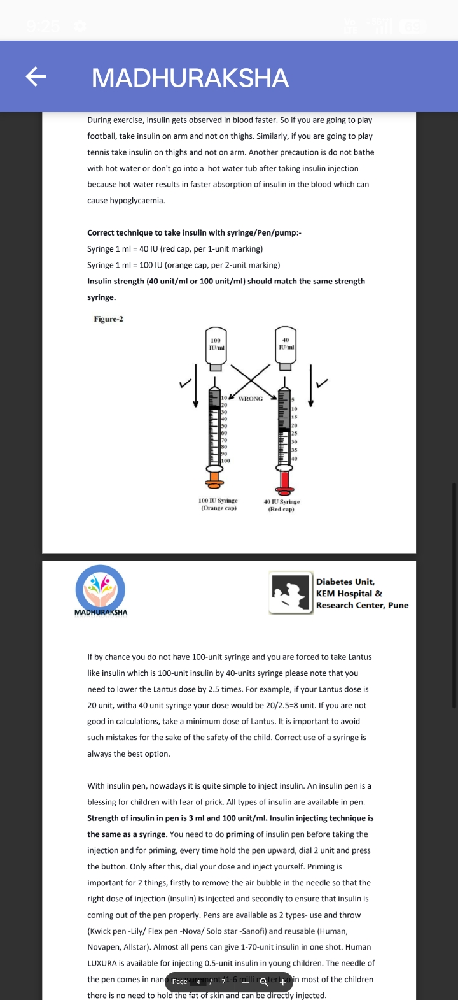 9:25
MADHURAKSHA
During exercise, insulin gets observed in blood faster. So if you are going to play
football, take insulin on arm and not on thighs. Similarly, if you are going to play
tennis take insulin on thighs and not on arm. Another precaution is do not bathe
with hot water or don't go into a hot water tub after taking insulin injection
because hot water results in faster absorption of insulin in the blood which can
cause hypoglycaemia.
Correct technique to take insulin with syringe/Pen/pump:-
Syringe 1 ml = 40 IU (red cap, per 1-unit marking)
Syringe 1 ml = 100 IU (orange cap, per 2-unit marking)
Insulin strength (40 unit/ml or 100 unit/ml) should match the same strength
syringe.
Figure-2
100
IU/ml
40
IU/ml
WRONG
10
20
30
40
50
60
70
80
90
100
5
10
15
20
25
30
35
40
100 IU Syringe
(Orange cap)
40 IU Syringe
(Red cap)
MADHURAKSHA
Diabetes Unit,
KEM Hospital &
Research Center, Pune
If by chance you do not have 100-unit syringe and you are forced to take Lantus
like insulin which is 100-unit insulin by 40-units syringe please note that you
need to lower the Lantus dose by 2.5 times. For example, if your Lantus dose is
20 unit, witha 40 unit syringe your dose would be 20/2.5=8 unit. If you are not
good in calculations, take a minimum dose of Lantus. It is important to avoid
such mistakes for the sake of the safety of the child. Correct use of a syringe is
always the best option.
With insulin pen, nowadays it is quite simple to inject insulin. An insulin pen is a
blessing for children with fear of prick. All types of insulin are available in pen.
Strength of insulin in pen is 3 ml and 100 unit/ml. Insulin injecting technique is
the same as a syringe. You need to do priming of insulin pen before taking the
injection and for priming, every time hold the pen upward, dial 2 unit and press
the button. Only after this, dial your dose and inject yourself. Priming is
important for 2 things, firstly to remove the air bubble in the needle so that the
right dose of injection (insulin) is injected and secondly to ensure that insulin is
coming out of the pen properly. Pens are available as 2 types- use and throw
(Kwick pen -Lily/ Flex pen -Nova/ Solo star -Sanofi) and reusable (Human,
Novapen, Allstar). Almost all pens can give 1-70-unit insulin in one shot. Human
LUXURA is available for injecting 0.5-unit insulin in young children. The needle of
the pen comes in nano measurement (1-6 milli meter) so in most of the children
Page 4 / 7
there is no need to hold the fat of skin and can be directly injected.